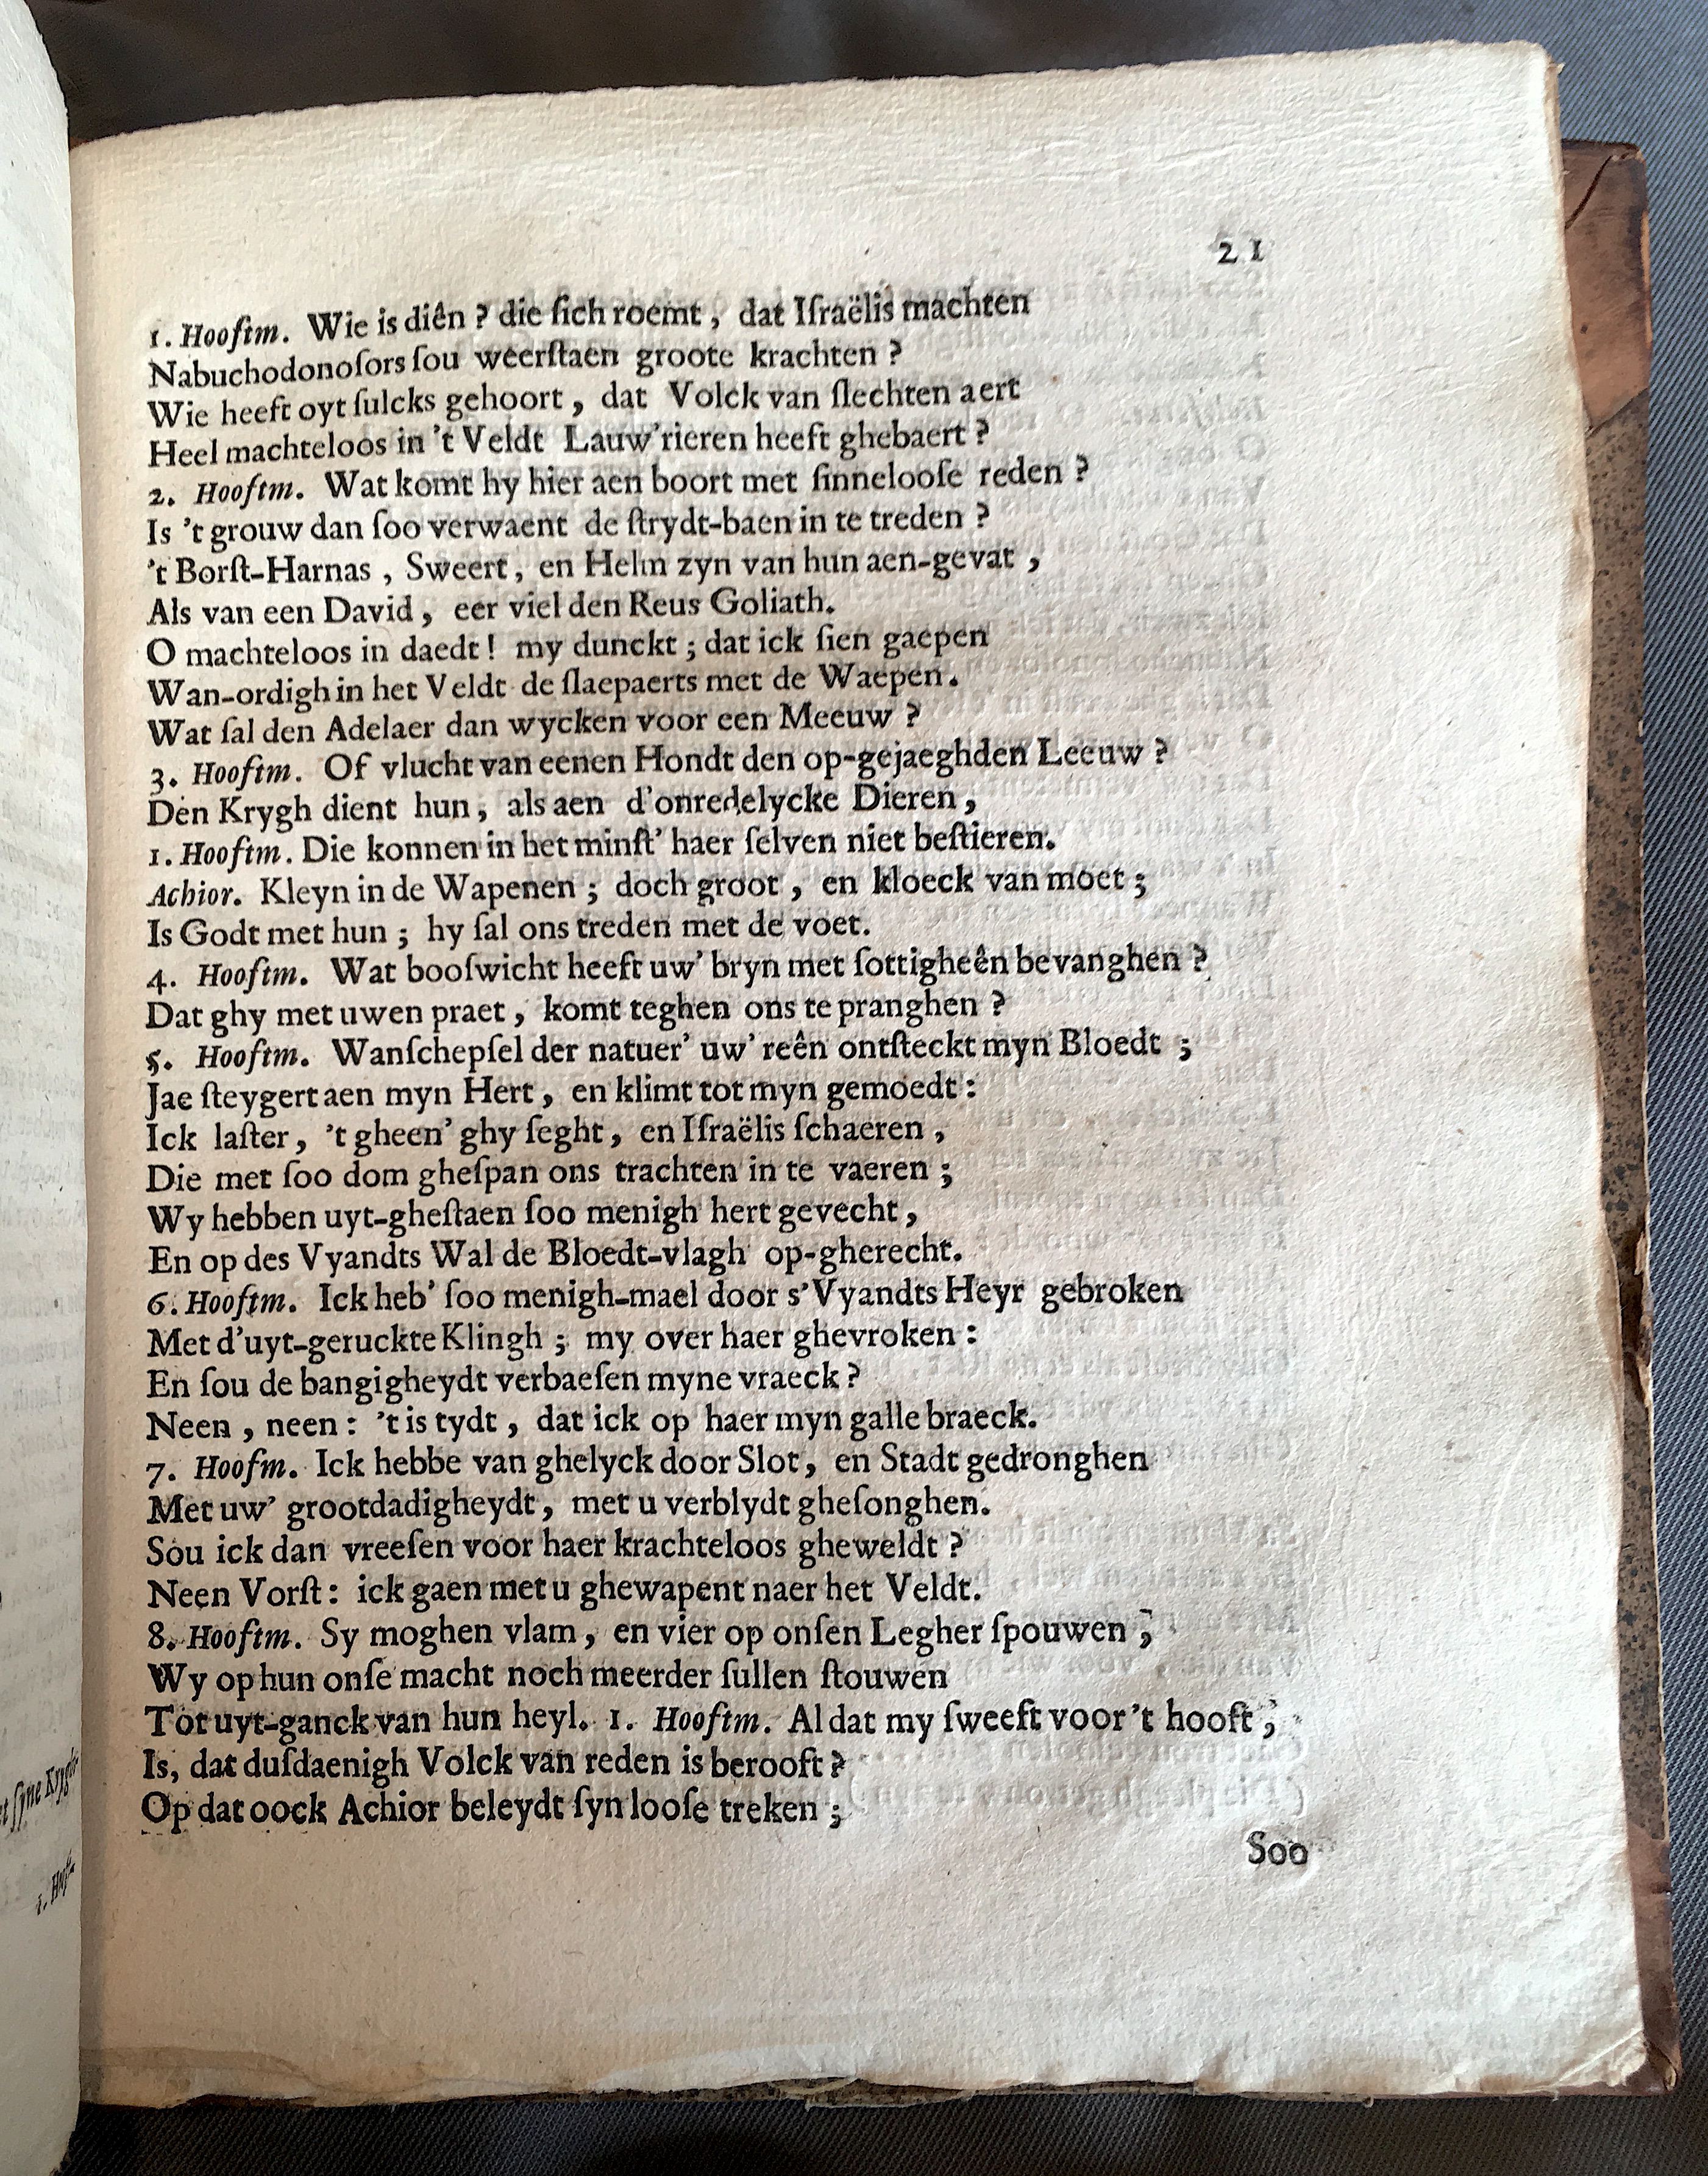 21
1. Hooftm. Wie is diên ? die ſich roemt, dat Iſraëlis machten
Nabuchodonoſors ſou weerſtaen groote krachten ?
Wie heeft oyt ſulcks gehoort, dat Volck van ſlechten aert
Heel machteloos in 't Veldt Lauw'rieren heeft ghebaert ?
2. Hooftm. Wat komt hy hier aen boort met ſinnelooſe reden ?
Is 't grouw dan ſoo verwaent de ſtrydt-baen in te treden ?
't Borſt-Harnas, Sweert, en Helm zyn van hun aen-gevat,
Als van een David, eer viel den Reus Goliath.
O machteloos in daedt! my dunckt; dat ick ſien gaepen
Wan-ordigh in het Veldt de ſlaepaerts met de Waepen.
Wat ſal den Adelaer dan wycken voor een Meeuw ?
3. Hooftm. Of vlucht van eenen Hondt den op-gejaeghden Leeuw ?
Den Krygh dient hun, als aen d'onredelycke Dieren,
1. Hooftm. Die konnen in het minſt' haer ſelven niet beſtieren.
Achior. Kleyn in de Wapenen; doch groot, en kloeck van moet;
Is Godt met hun; hy ſal ons treden met de voet.
4. Hooftm. Wat booſwicht heeft uw' bryn met ſottigheên bevanghen ?
Dat ghy met uwen praet, komt teghen ons te pranghen ?
5. Hooftm. Wanſchepſel der natuer' uw' reên ontſteckt myn Bloedt;
Jae ſteygert aen myn Hert, en klimt tot myn gemoedt:
Ick laſter, 't gheen' ghy ſeght, en Iſraëlis ſchaeren,
Die met ſoo dom gheſpan ons trachten in te vaeren;
Wy hebben uyt-gheſtaen ſoo menigh hert gevecht,
En op des Vyandts Wal de Bloedt-vlagh op-gherecht.
6. Hooftm. Ick heb' ſoo menigh-mael door s'Vyandts Heyr gebroken
Met d'uyt-geruckte Klingh; my over haer ghevroken:
En ſou de bangigheydt verbaeſen myne vraeck?
Neen, neen: 't is tydt, dat ick op haer myn galle braeck.
7. Hoofm. Ick hebbe van ghelyck door Slot, en Stadt gedronghen
Met uw' grootdadigheydt, met u verblydt gheſonghen.
Sou ick dan vreeſen voor haer krachteloos gheweldt ?
Neen Vorſt: ick gaen met u ghewapent naer het Veldt.
8. Hooftm. Sy moghen vlam, en vier op onſen Legher ſpouwen;
Wy op hun onſe macht noch meerder ſullen ſtouwen
Tot uyt-ganck van hun heyl. 1. Hooftm. Al dat my ſweeft voor 't hooft;
Is, dat duſdaenigh Volck van reden is berooft?
Op dat oock Achior beleydt ſyn looſe treken;
Soo